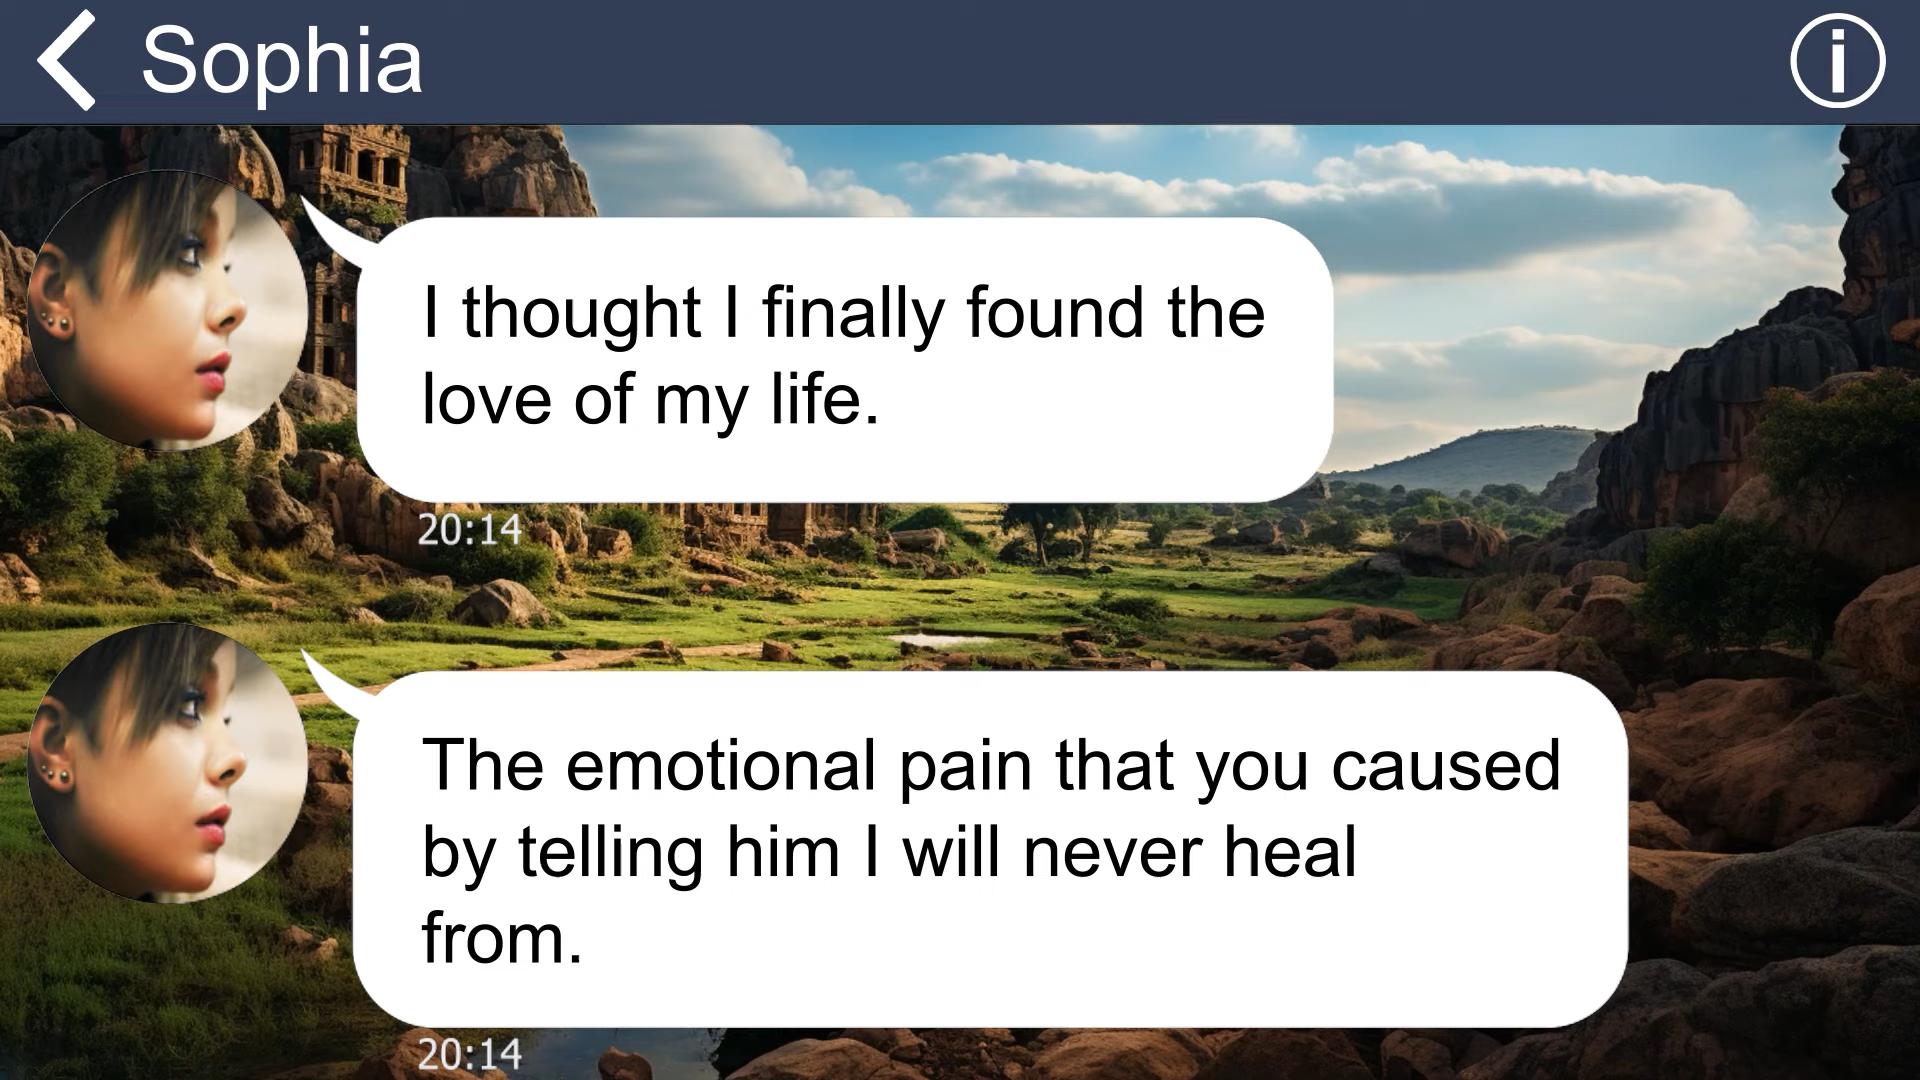 Sophia
I thought I finally found the
love of my life.
20:14
The emotional pain that you caused
by telling him I will never heal
from.
20:14